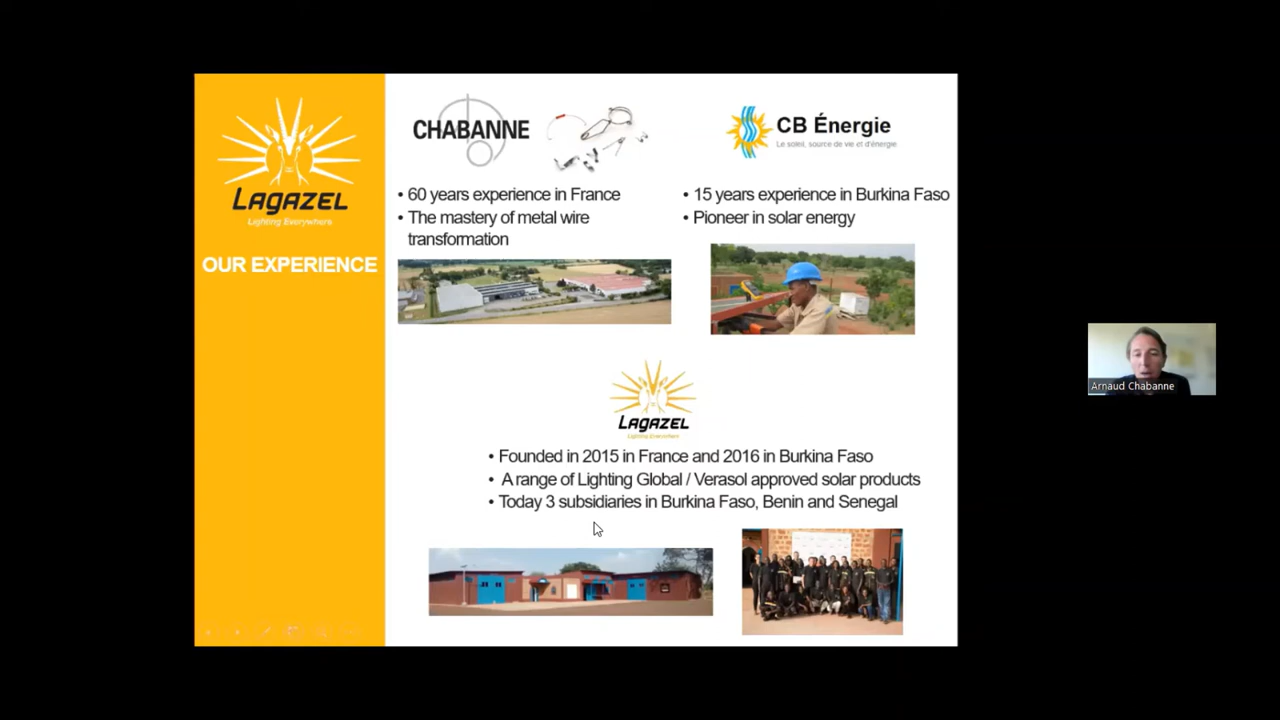 LAGAZEL
Lighting Everywhere
OUR EXPERIENCE
CHABANNE
• 60 years experience in France
• The mastery of metal wire
transformation
CB Énergie
Le soleil, source de vie et d'énergie
• 15 years experience in Burkina Faso
• Pioneer in solar energy
LAGAZEL
Lighting Everywhere
• Founded in 2015 in France and 2016 in Burkina Faso
• A range of Lighting Global / Verasol approved solar products
• Today 3 subsidiaries in Burkina Faso, Benin and Senegal
Arnaud Chabanne